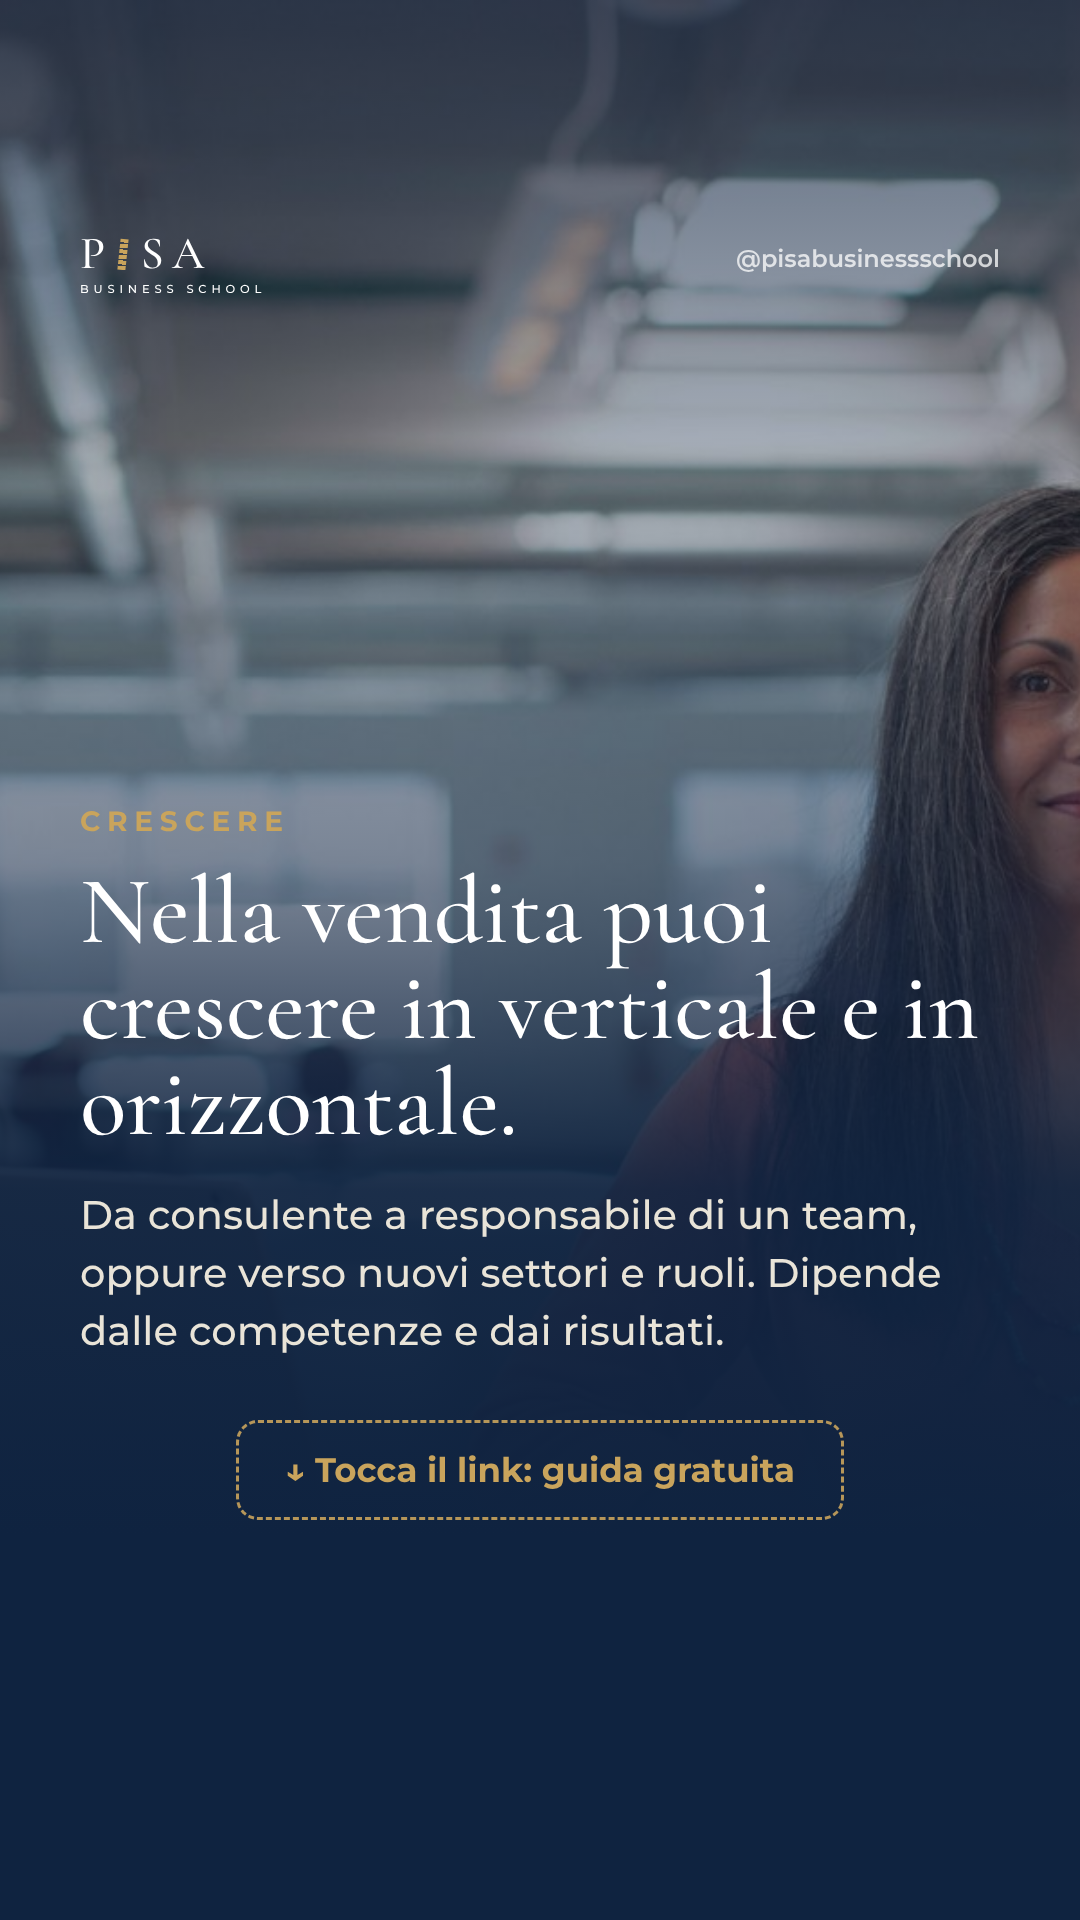 PISA
BUSINESS SCHOOL
@pisabusinessschool
CRESCERE
Nella vendita puoi
crescere in verticale e in
orizzontale.
Da consulente a responsabile di un team,
oppure verso nuovi settori e ruoli. Dipende
dalle competenze e dai risultati.
↓ Tocca il link: guida gratuita